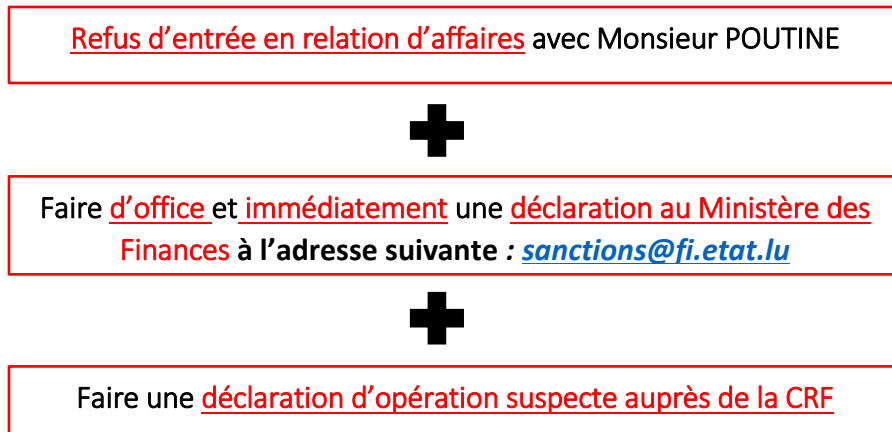 Refus d’entrée en relation d’affaires avec Monsieur POUTINE
Faire d’office et immédiatement une déclaration au Ministère des
Finances à l’adresse suivante : sanctions@fi.etat.lu
Faire une déclaration d’opération suspecte auprès de la CRF